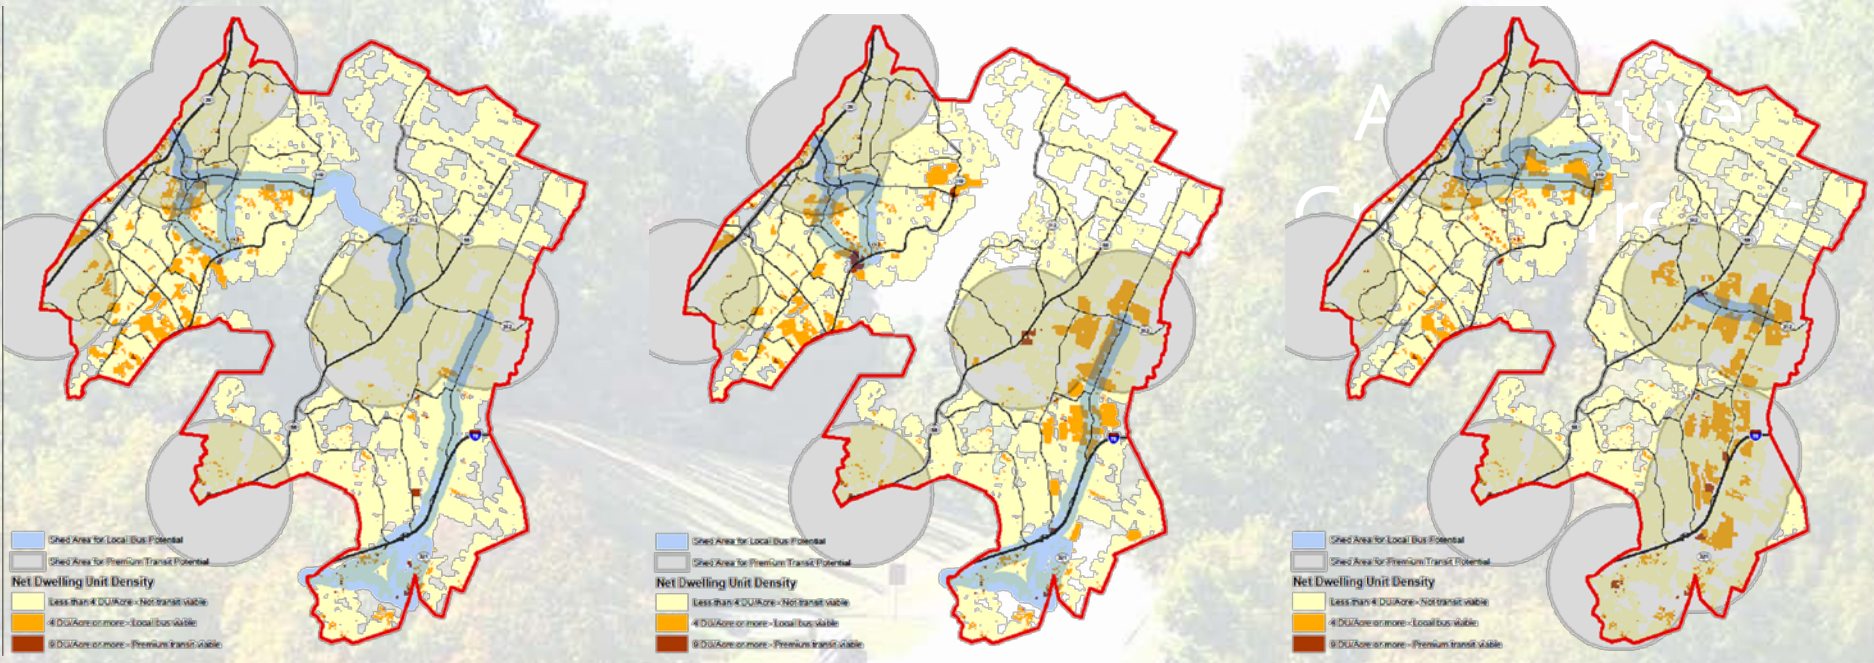 Shed Area for Local Bus Potential
Shed Area for Premium Transit Potential
Net Dwelling Unit Density
Less than 4 DU/Acre - Not transit viable
4 DU/Acre or more - Local bus viable
9 DU/Acre or more - Premium transit viable
Shed Area for Local Bus Potential
Shed Area for Premium Transit Potential
Net Dwelling Unit Density
Less than 4 DU/Acre - Not transit viable
4 DU/Acre or more - Local bus viable
9 DU/Acre or more - Premium transit viable
Shed Area for Local Bus Potential
Shed Area for Premium Transit Potential
Net Dwelling Unit Density
Less than 4 DU/Acre - Not transit viable
4 DU/Acre or more - Local bus viable
9 DU/Acre or more - Premium transit viable